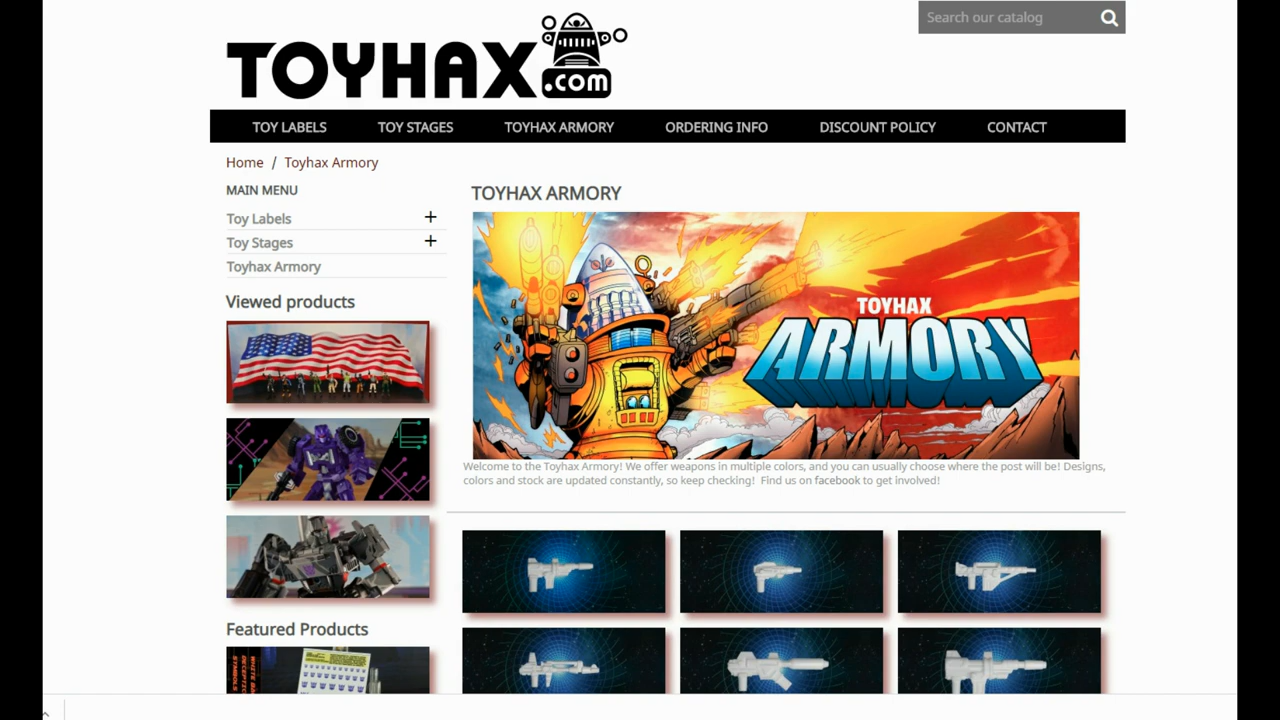 Search our catalog
TOYHAX.com
TOY LABELS TOY STAGES TOYHAX ARMORY ORDERING INFO DISCOUNT POLICY CONTACT
Home / Toyhax Armory
MAIN MENU
Toy Labels +
Toy Stages +
Toyhax Armory
Viewed products
Featured Products
TOYHAX ARMORY
TOYHAX
ARMORY
Welcome to the Toyhax Armory! We offer weapons in multiple colors, and you can usually choose where the post will be! Designs,
colors and stock are updated constantly, so keep checking! Find us on facebook to get involved!